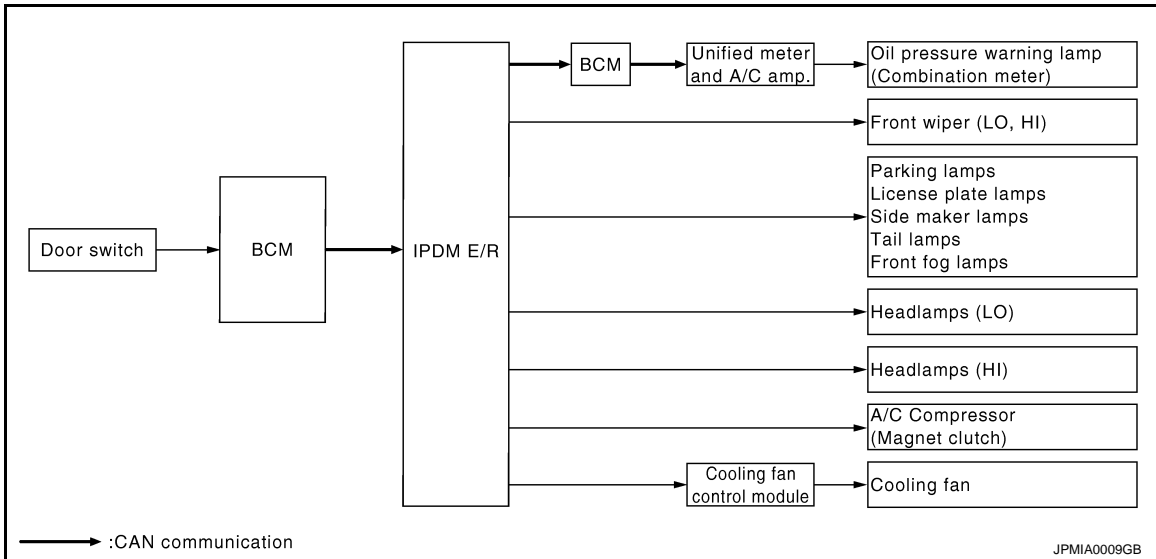 Door switch
BCM
IPDM E/R
BCM
Unified meter
and A/C amp.
Oil pressure warning lamp
(Combination meter)
Front wiper (LO, HI)
Parking lamps
License plate lamps
Side maker lamps
Tail lamps
Front fog lamps
Headlamps (LO)
Headlamps (HI)
A/C Compressor
(Magnet clutch)
Cooling fan
control module
Cooling fan
:CAN communication
JPMIA0009GB